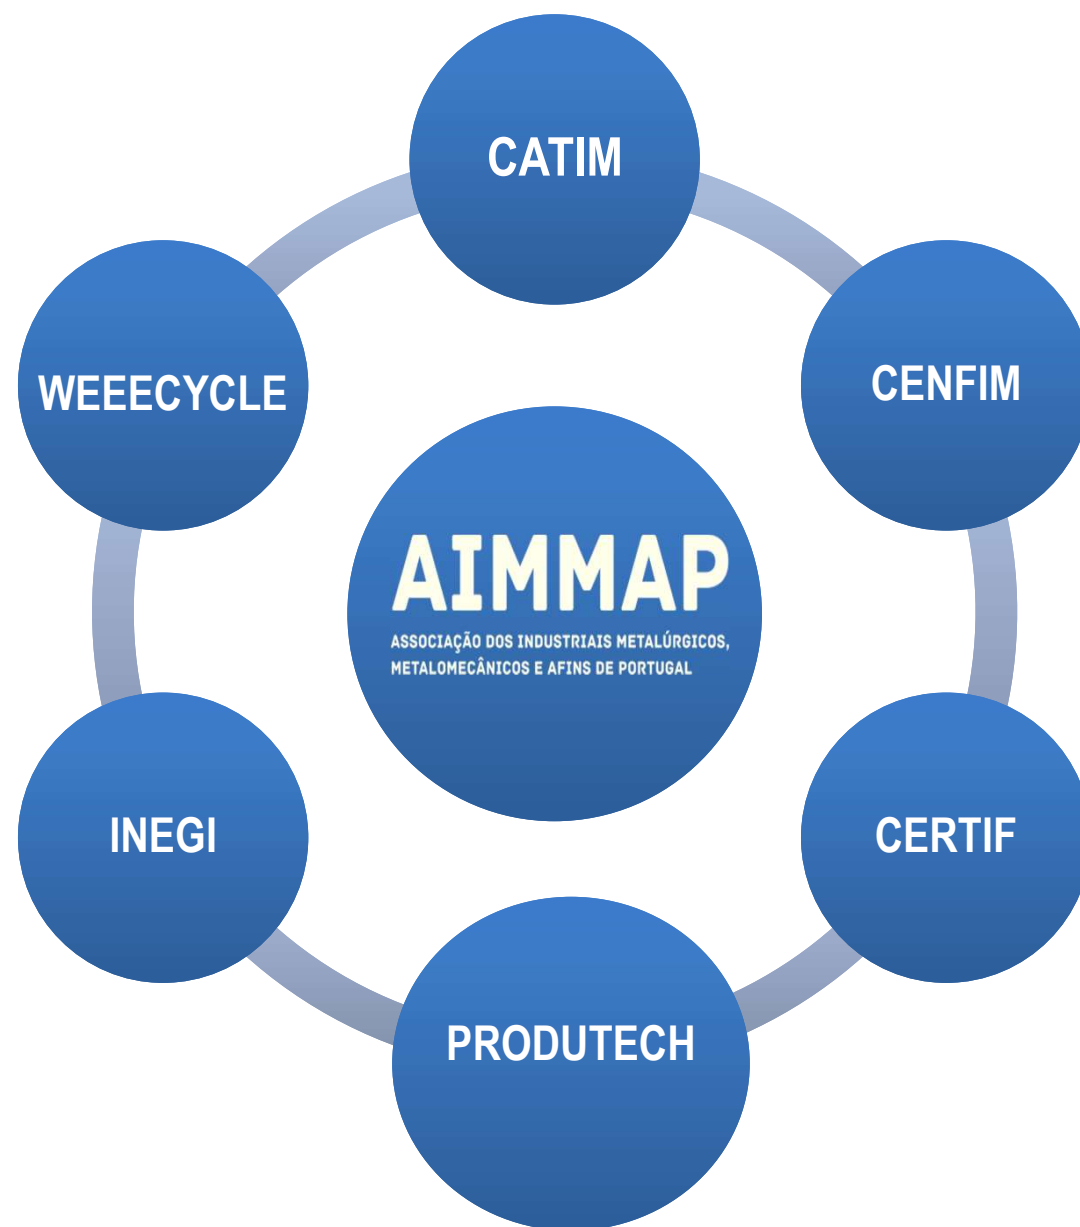 CATIM
WEEECYCLE
CENFIM
AIMMAP
ASSOCIAÇÃO DOS INDUSTRIAIS METALÚRGICOS,
METALOMECÂNICOS E AFINS DE PORTUGAL
INEGI
CERTIF
PRODUTECH